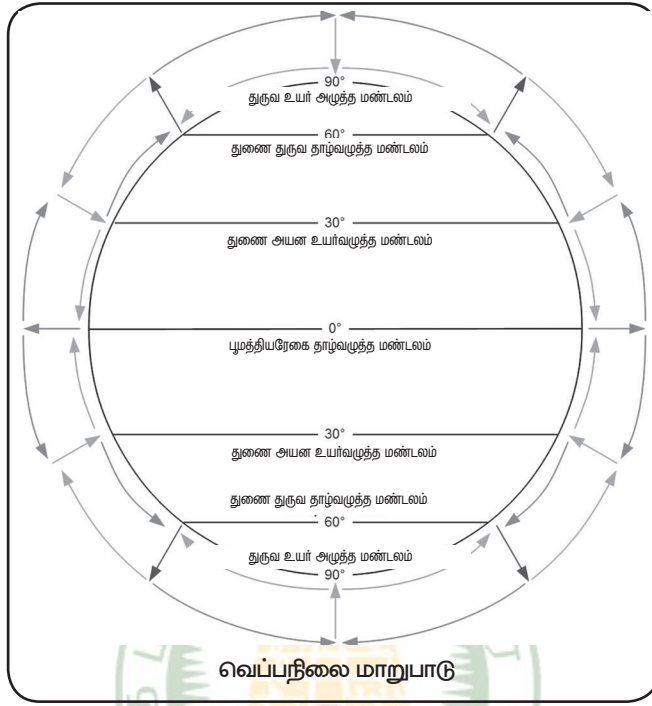 90°
துருவ உயர் அழுத்த மண்டலம்
60°
துணை துருவ தாழ்வழுத்த மண்டலம்
30°
துணை அயன உயர்வழுத்த மண்டலம்
0°
பூமத்தியரேகை தாழ்வழுத்த மண்டலம்
30°
துணை அயன உயர்வழுத்த மண்டலம்
துணை துருவ தாழ்வழுத்த மண்டலம்
60°
துருவ உயர் அழுத்த மண்டலம்
90°
வெப்பநிலை மாறுபாடு